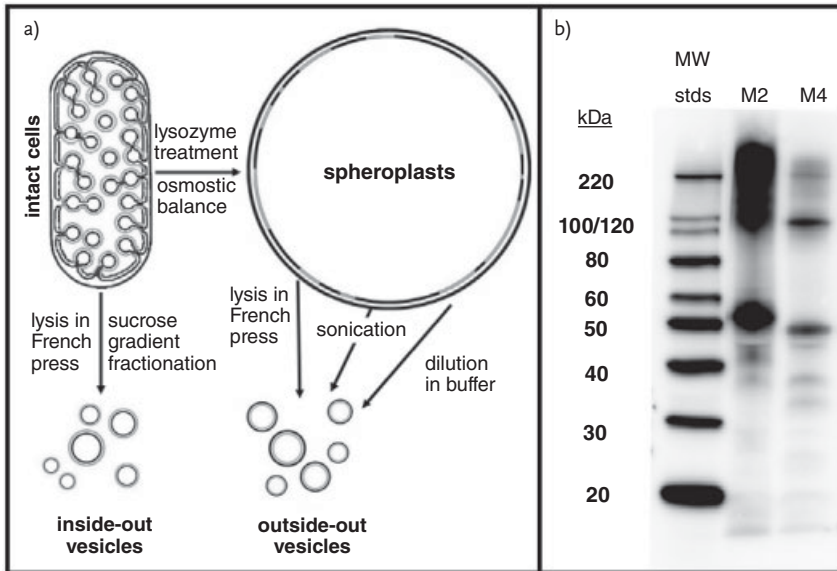 a)
intact cells
lysozyme
treatment
osmostic
balance
spheroplasts
lysis in
French
press
sucrose
gradient
fractionation
lysis in
French
press
sonication
dilution
in buffer
inside-out
vesicles
outside-out
vesicles
b)
MW
stds M2 M4
kDa
220
100/120
80
60
50
40
30
20